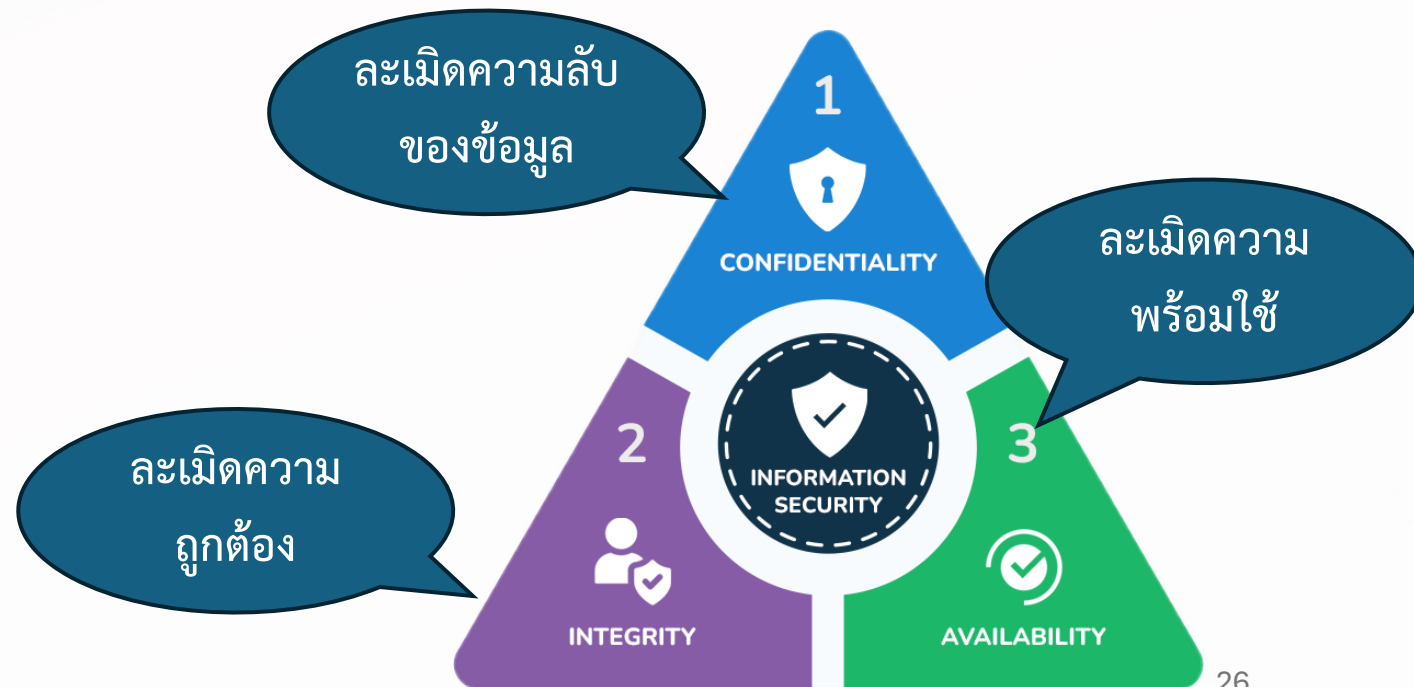 ละเมิดความลับ
ของข้อมูล
1
CONFIDENTIALITY
ละเมิดความ
พร้อมใช้
2
INFORMATION
SECURITY
3
ละเมิดความ
ถูกต้อง
INTEGRITY
AVAILABILITY
26